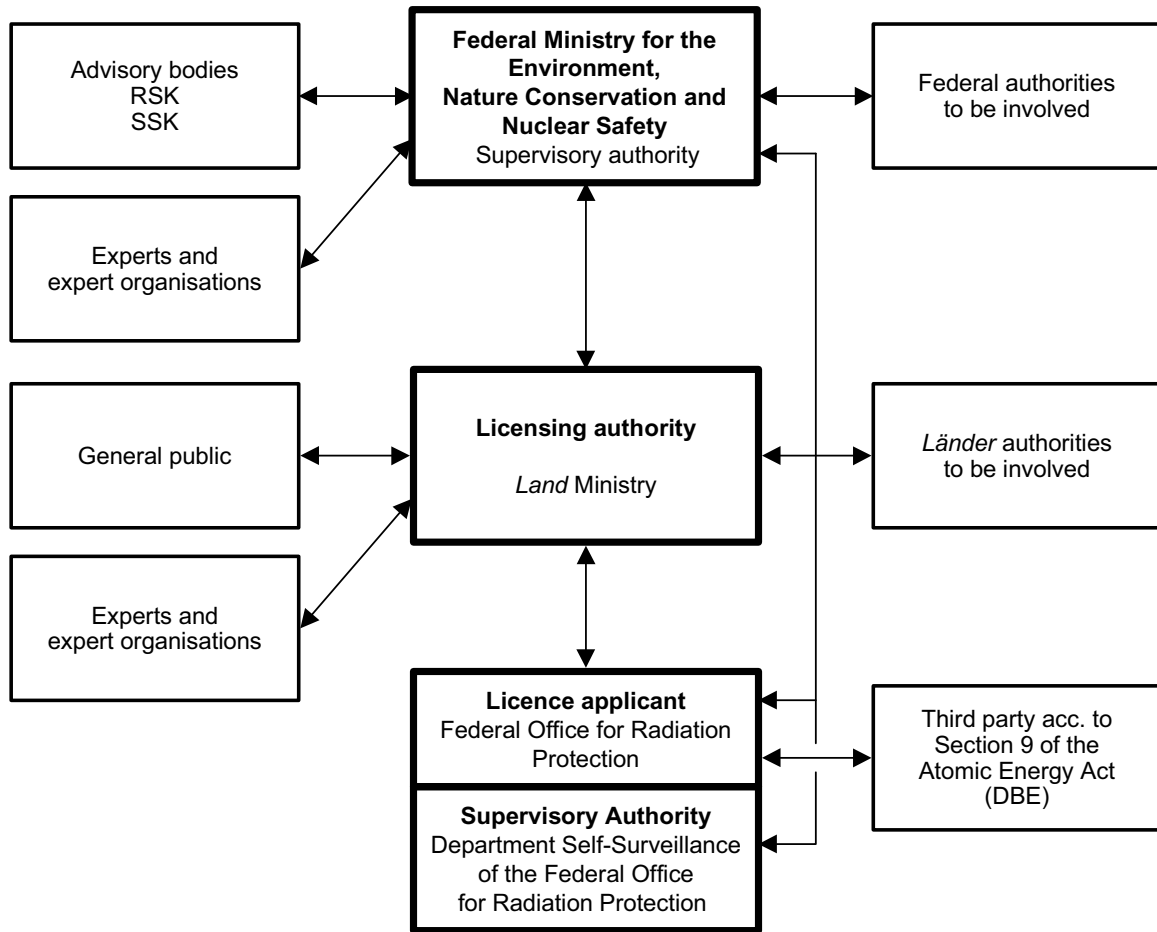 Advisory bodies
RSK
SSK
Federal Ministry for the
Environment,
Nature Conservation and
Nuclear Safety
Supervisory authority
Federal authorities
to be involved
Experts and
expert organisations
General public
Licensing authority
Land Ministry
Länder authorities
to be involved
Experts and
expert organisations
Licence applicant
Federal Office for Radiation
Protection
Third party acc. to
Section 9 of the
Atomic Energy Act
(DBE)
Supervisory Authority
Department Self-Surveillance
of the Federal Office
for Radiation Protection